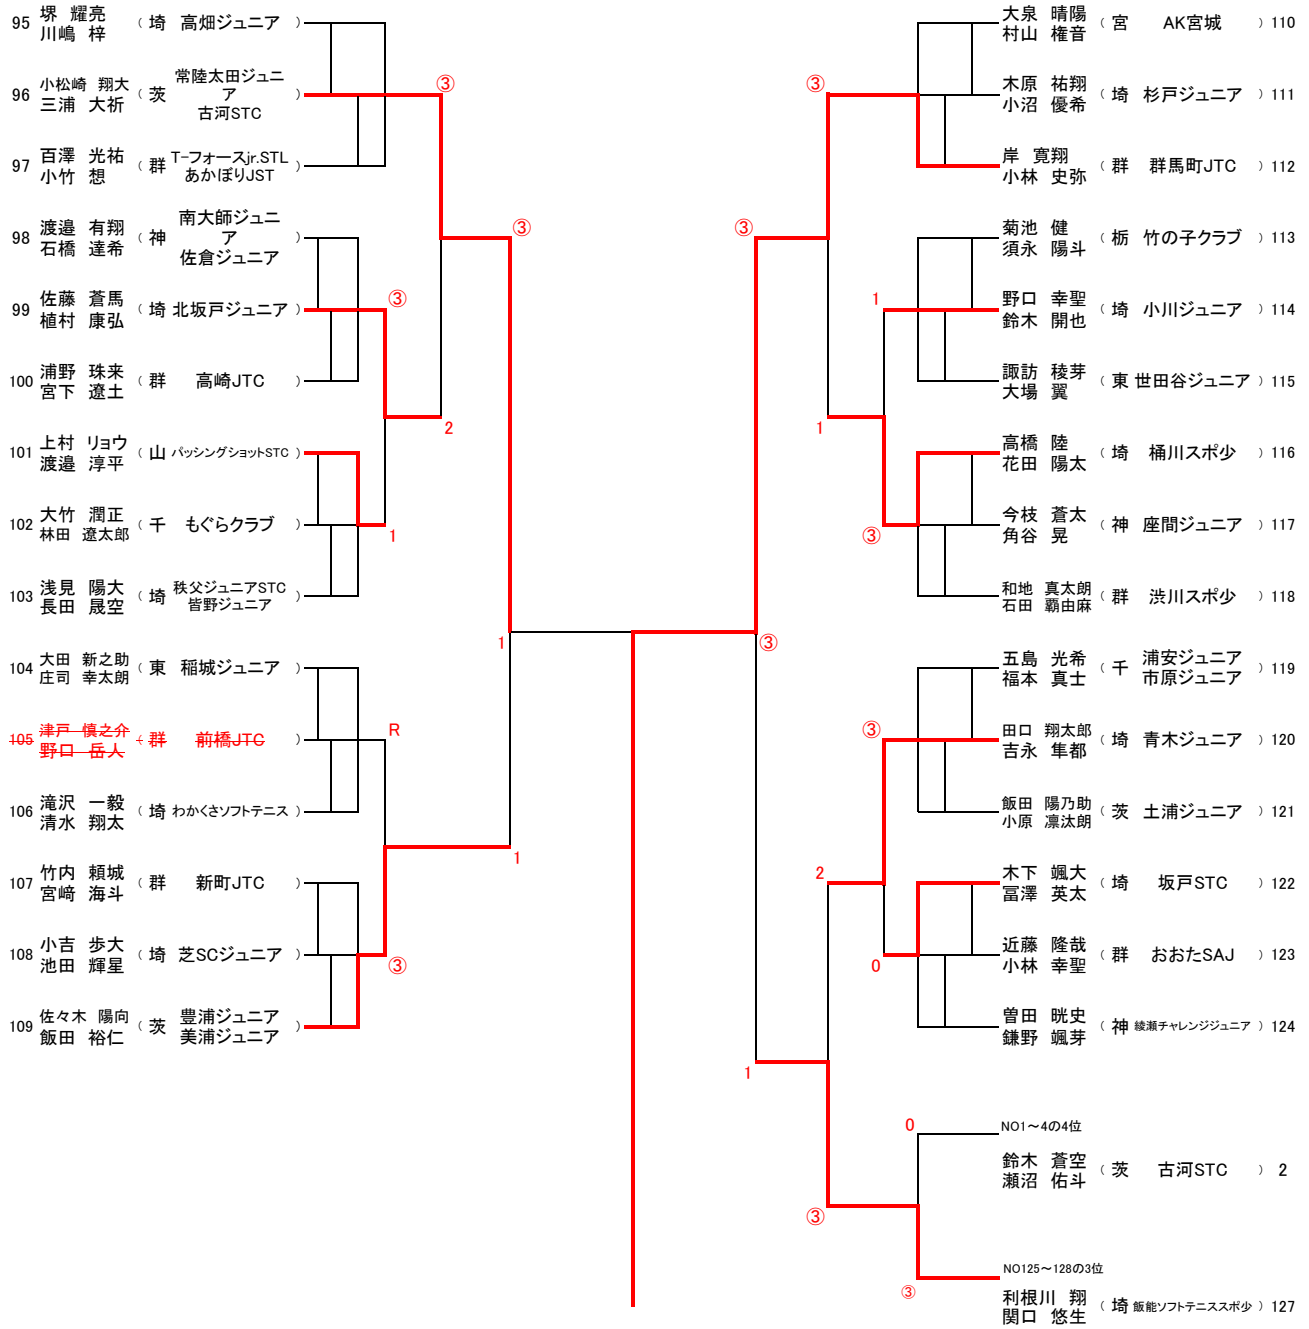 95 堺 耀亮 川嶋 梓 （ 埼 高畑ジュニア ）
96 小松崎 翔大 三浦 大祈 （ 茨 常陸太田ジュニア 古河STC ）
97 百澤 光祐 小竹 想 （ 群 T-フォースjr.STL あかぼりJST ）
98 渡邉 有翔 石橋 達希 （ 神 南大師ジュニア 佐倉ジュニア ）
99 佐藤 蒼馬 植村 康弘 （ 埼 北坂戸ジュニア ）
100 浦野 珠来 宮下 遼土 （ 群 高崎JTC ）
101 上村 リョウ 渡邉 淳平 （ 山 パッシングショットSTC ）
102 大竹 潤正 林田 遼太郎 （ 千 もぐらクラブ ）
103 浅見 陽大 長田 晟空 （ 埼 秩父ジュニアSTC 皆野ジュニア ）
104 大田 新之助 庄司 幸太朗 （ 東 稲城ジュニア ）
105 津戸 慎之介 野口 岳人 （ 群 前橋JTC ）
106 滝沢 一毅 清水 翔太 （ 埼 わかくさソフトテニス ）
107 竹内 頼城 宮﨑 海斗 （ 群 新町JTC ）
108 小吉 歩大 池田 輝星 （ 埼 芝SCジュニア ）
109 佐々木 陽向 飯田 裕仁 （ 茨 豊浦ジュニア 美浦ジュニア ）
③
③
③
2
1
1
R
1
③
③
③
1
1
③
③
③
2
0
1
0
③
③
大泉 晴陽 村山 権音 （ 宮 AK宮城 ） 110
木原 祐翔 小沼 優希 （ 埼 杉戸ジュニア ） 111
岸 寛翔 小林 史弥 （ 群 群馬町JTC ） 112
菊池 健 須永 陽斗 （ 栃 竹の子クラブ ） 113
野口 幸聖 鈴木 開也 （ 埼 小川ジュニア ） 114
諏訪 稜芽 大場 翼 （ 東 世田谷ジュニア ） 115
高橋 陸 花田 陽太 （ 埼 桶川スポ少 ） 116
今枝 蒼太 角谷 晃 （ 神 座間ジュニア ） 117
和地 真太朗 石田 覇由麻 （ 群 渋川スポ少 ） 118
五島 光希 福本 真士 （ 千 浦安ジュニア 市原ジュニア ） 119
田口 翔太郎 吉永 隼都 （ 埼 青木ジュニア ） 120
飯田 陽乃助 小原 凛汰朗 （ 茨 土浦ジュニア ） 121
木下 颯大 冨澤 英太 （ 埼 坂戸STC ） 122
近藤 隆哉 小林 幸聖 （ 群 おおたSAJ ） 123
曽田 晄史 鎌野 颯芽 （ 神 綾瀬チャレンジジュニア ） 124
NO1～4の4位
鈴木 蒼空 瀬沼 佑斗 （ 茨 古河STC ） 2
NO125～128の3位
利根川 翔 関口 悠生 （ 埼 飯能ソフトテニススポ少 ） 127